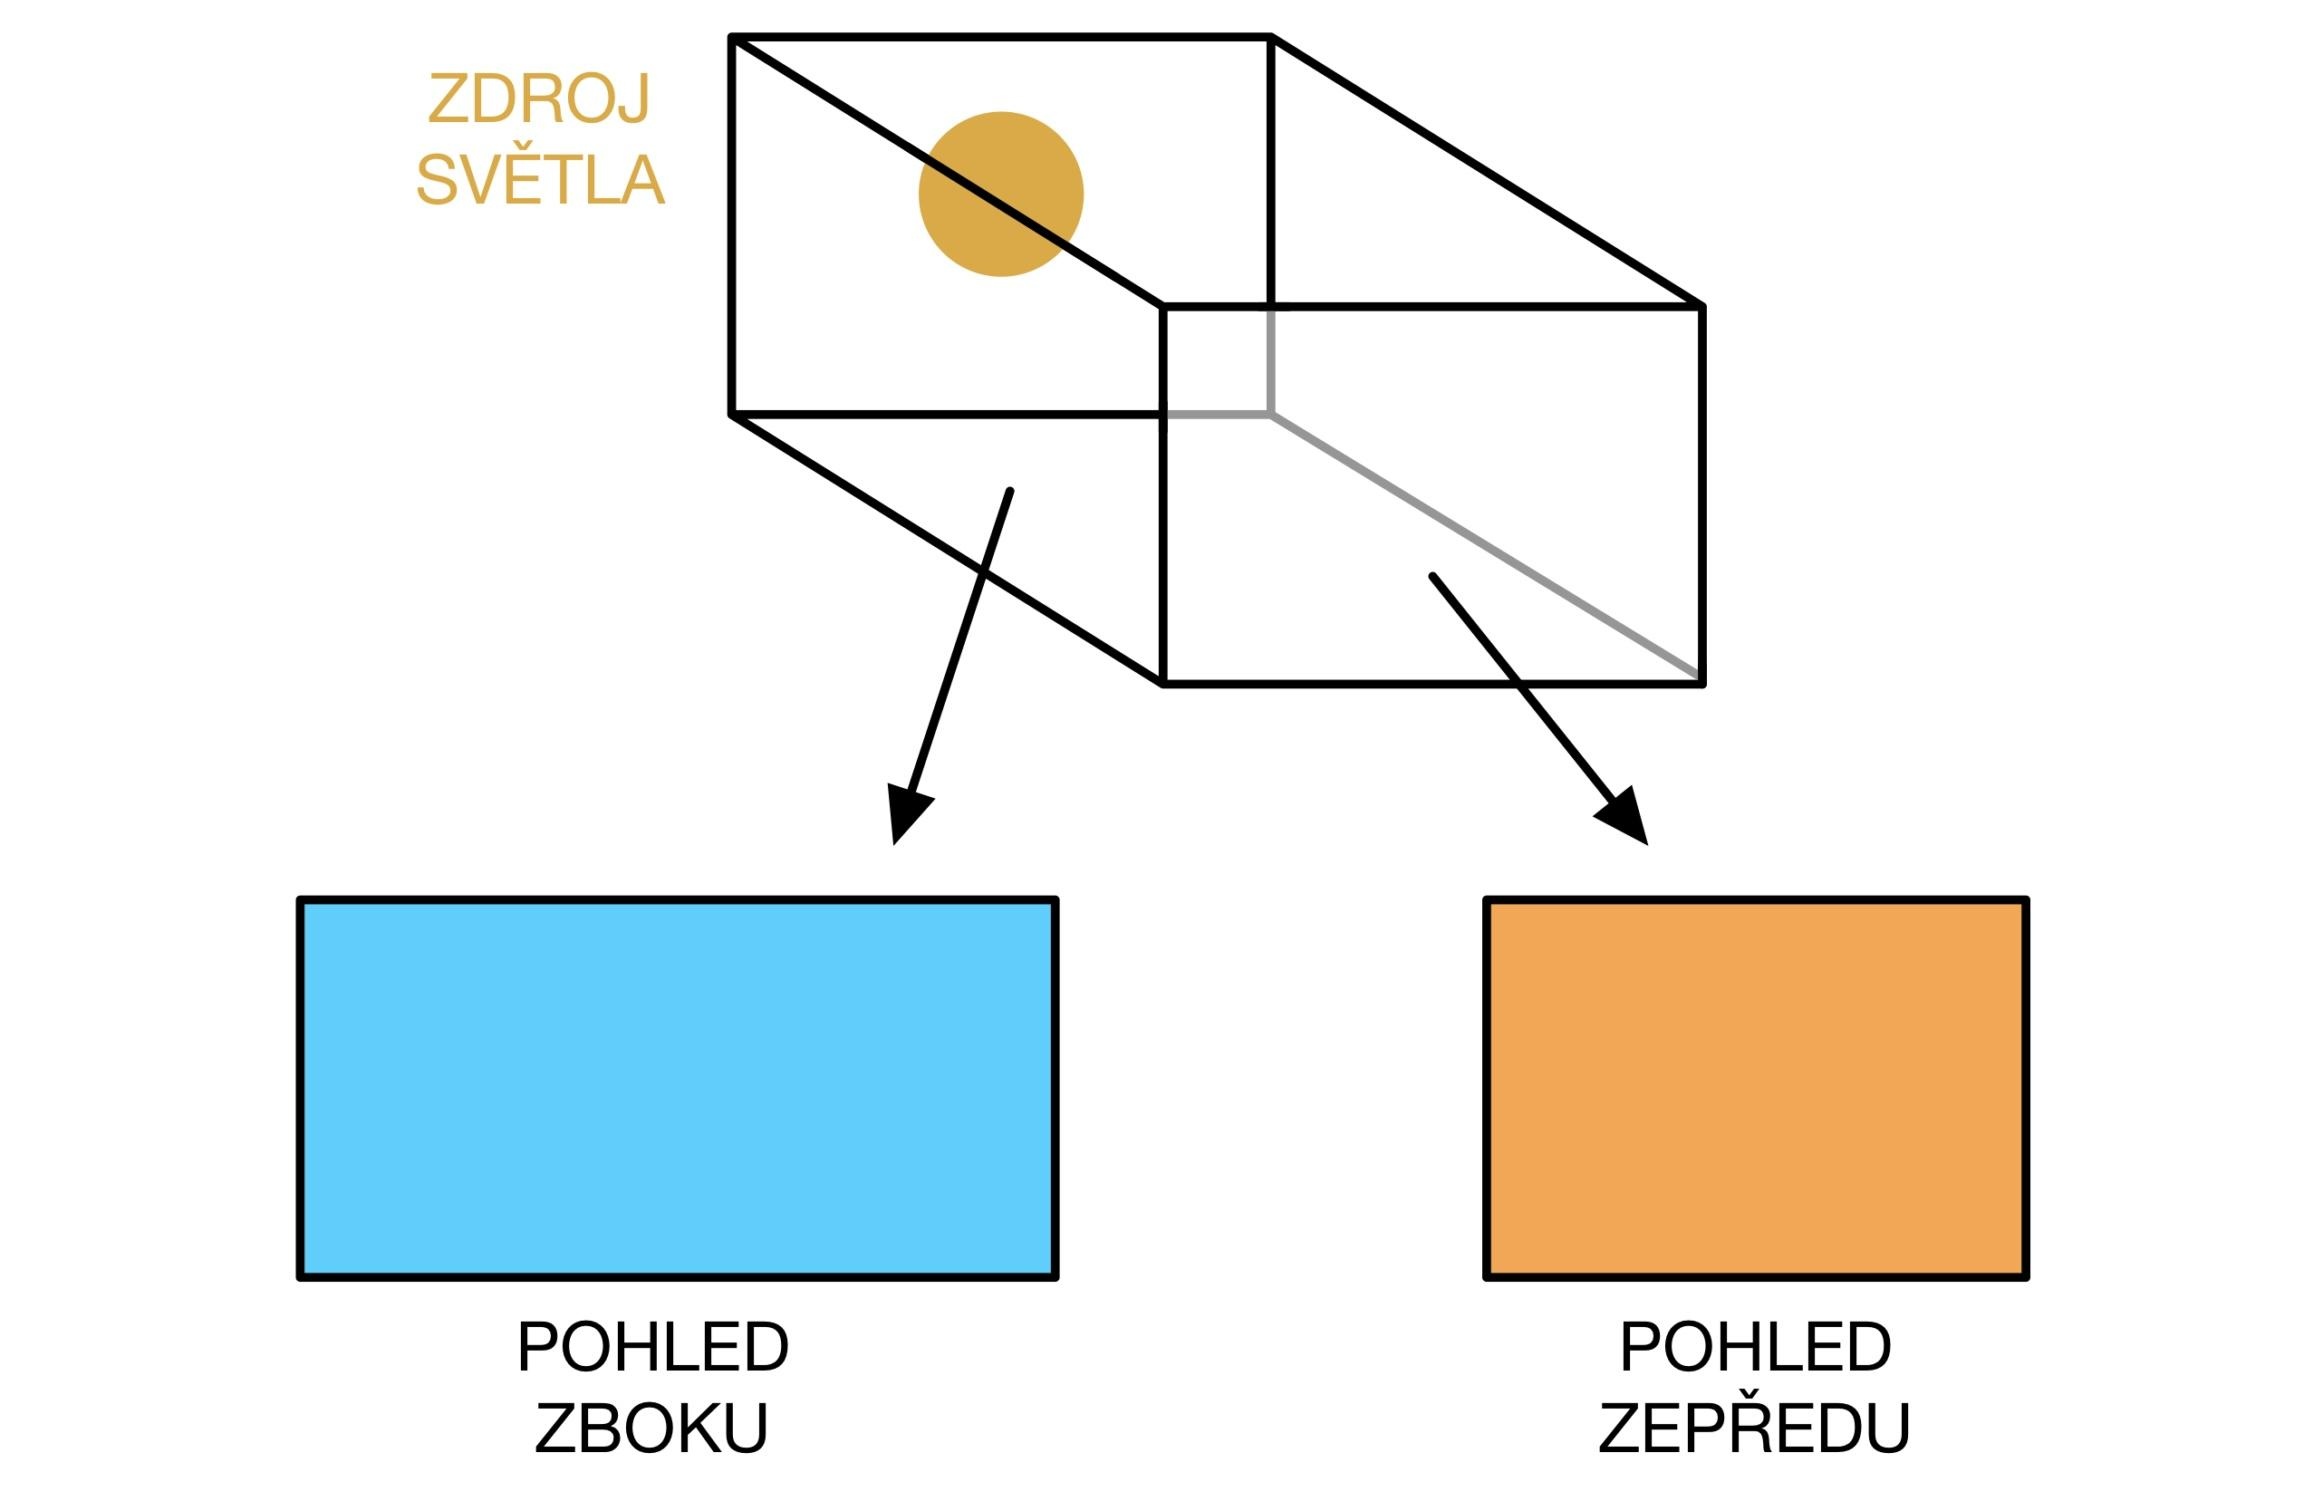 ZDROJ
SVĚTLA
POHLED
ZBOKU
POHLED
ZEPŘEDU